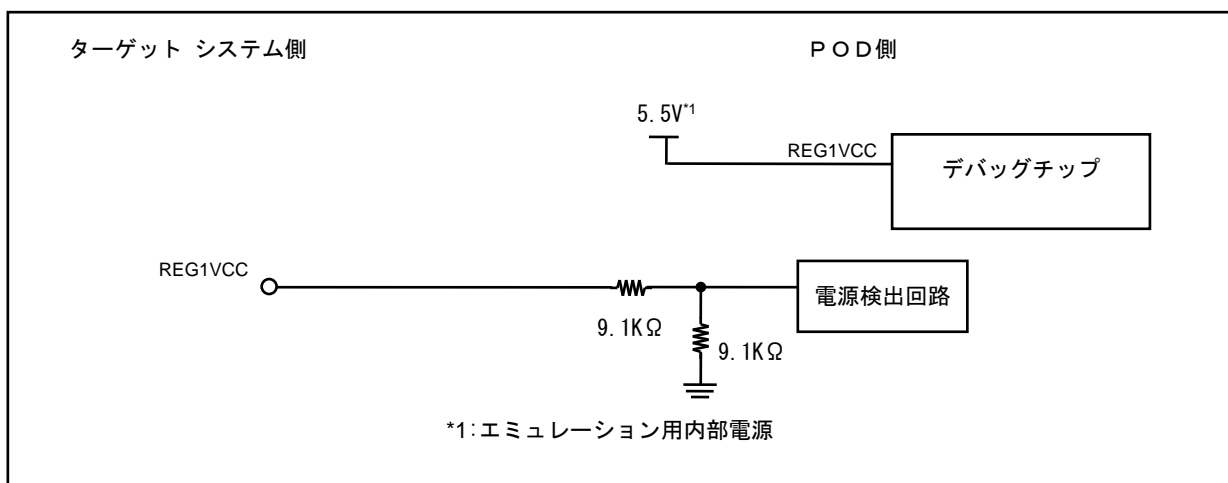 ターゲット システム側
ＰＯＤ側
5.5V*1
REG1VCC
デバッグチップ
REG1VCC
電源検出回路
9.1KΩ
9.1KΩ
*1:エミュレーション用内部電源